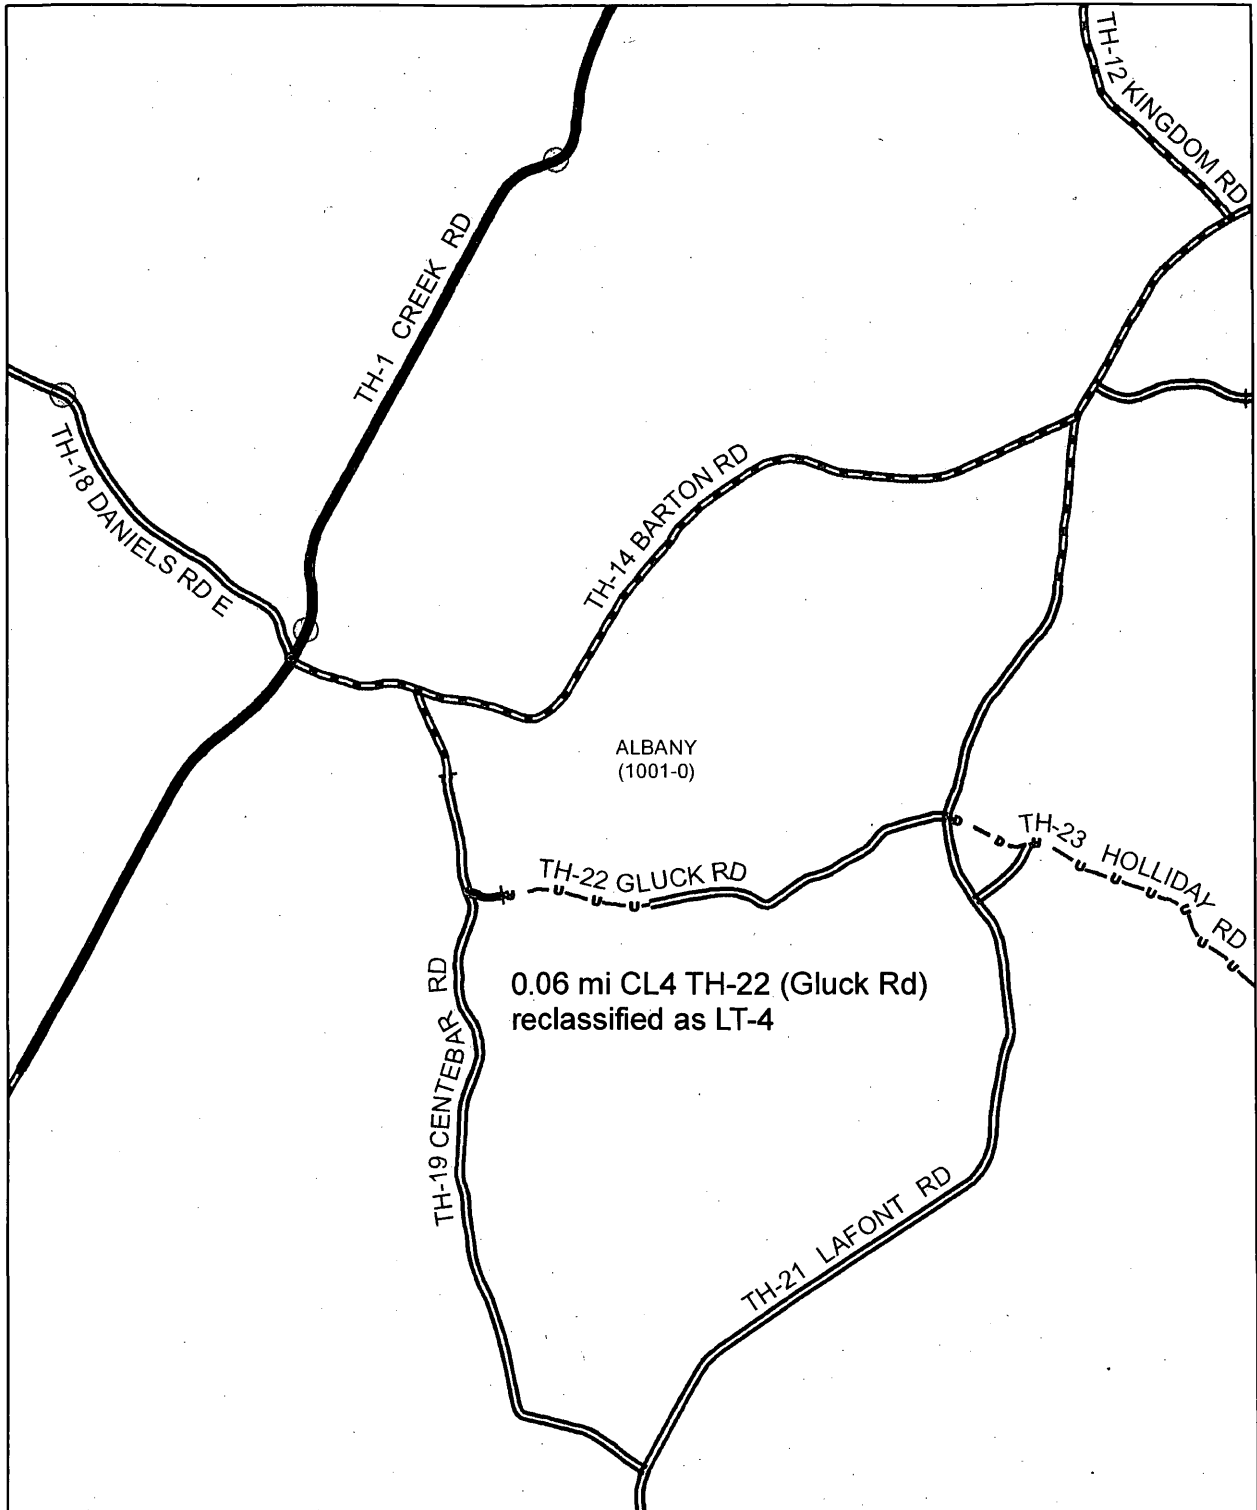 TH-12 KINGDOM RD
TH-1 CREEK RD
TH-18 DANIELS RD E
TH-14 BARTON RD
ALBANY
(1001-0)
TH-23 HOLLIDAY RD
TH-22 GLUCK RD
0.06 mi CL4 TH-22 (Gluck Rd)
reclassified as LT-4
TH-19 CENTEBAR RD
TH-21 LAFONT RD